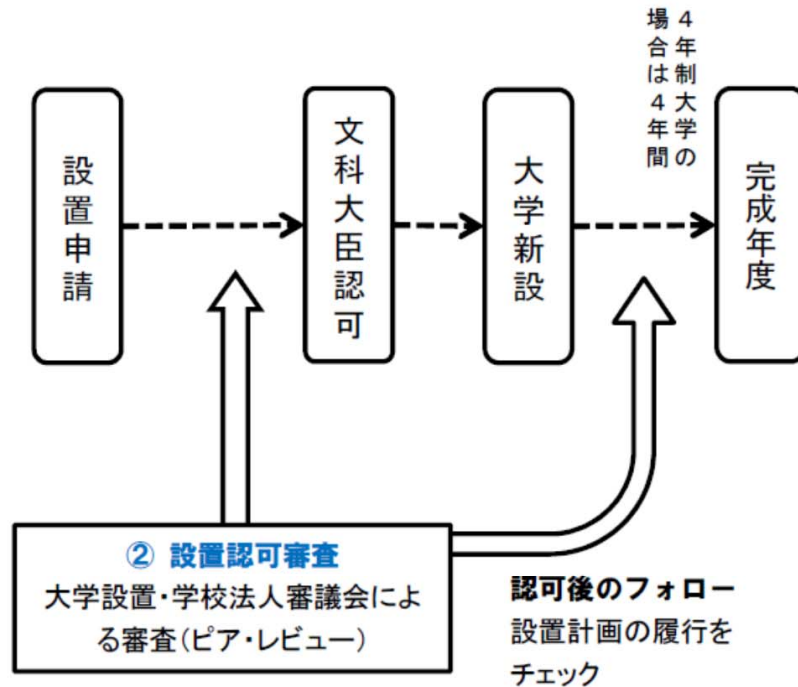 ４年制大学の
場合は４年間
設置申請
文科大臣認可
大学新設
完成年度
② 設置認可審査
大学設置・学校法人審議会によ
る審査（ピア・レビュー）
認可後のフォロー
設置計画の履行を
チェック